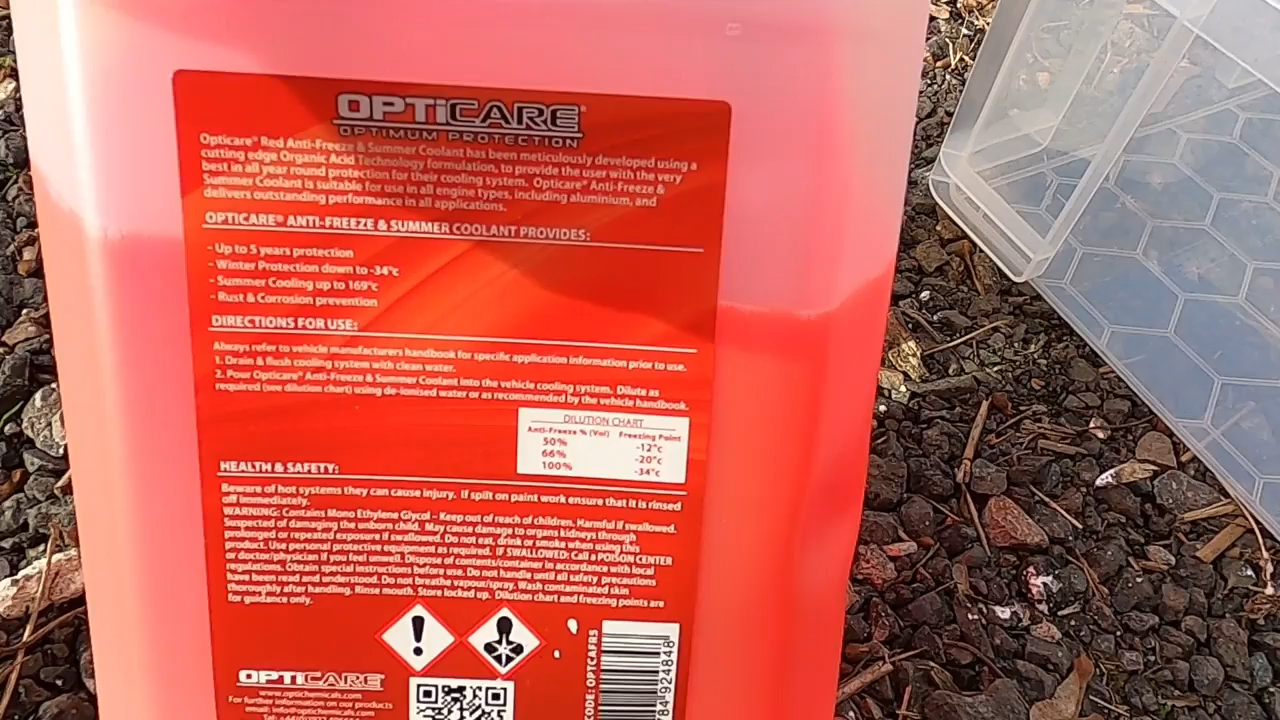 OPTiCARE®
OPTIMUM PROTECTION
Opticare® Red Anti-Freeze & Summer Coolant has been meticulously developed using a
cutting edge Organic Acid Technology formulation, to provide the user with the very
best in all year round protection for their cooling system. Opticare® Anti-Freeze &
Summer Coolant is suitable for use in all engine types, including aluminium, and
delivers outstanding performance in all applications.
OPTICARE® ANTI-FREEZE & SUMMER COOLANT PROVIDES:
- Up to 5 years protection
- Winter Protection down to -34°c
- Summer Cooling up to 169°c
- Rust & Corrosion prevention
DIRECTIONS FOR USE:
Always refer to vehicle manufacturers handbook for specific application information prior to use.
1. Drain & flush cooling system with clean water.
2. Pour Opticare® Anti-Freeze & Summer Coolant into the vehicle cooling system. Dilute as
required (see dilution chart) using de-ionised water or as recommended by the vehicle handbook.
DILUTION CHART
Anti-Freeze % (Vol) Freezing Point
50% -12°c
66% -20°c
100% -34°c
HEALTH & SAFETY:
Beware of hot systems they can cause injury. If spilt on paint work ensure that it is rinsed
off immediately.
WARNING: Contains Mono Ethylene Glycol – Keep out of reach of children. Harmful if swallowed.
Suspected of damaging the unborn child. May cause damage to organs kidneys through
prolonged or repeated exposure if swallowed. Do not eat, drink or smoke when using this
product. Use personal protective equipment as required. IF SWALLOWED: Call a POISON CENTER
or doctor/physician if you feel unwell. Dispose of contents/container in accordance with local
regulations. Obtain special instructions before use. Do not handle until all safety precautions
have been read and understood. Do not breathe vapour/spray. Wash contaminated skin
thoroughly after handling. Rinse mouth. Store locked up. Dilution chart and freezing points are
for guidance only.
OPTiCARE
www.optichemicals.com
For further information on our products
email: info@optichemicals.com
CODE: OPTCAFR5
784 924848